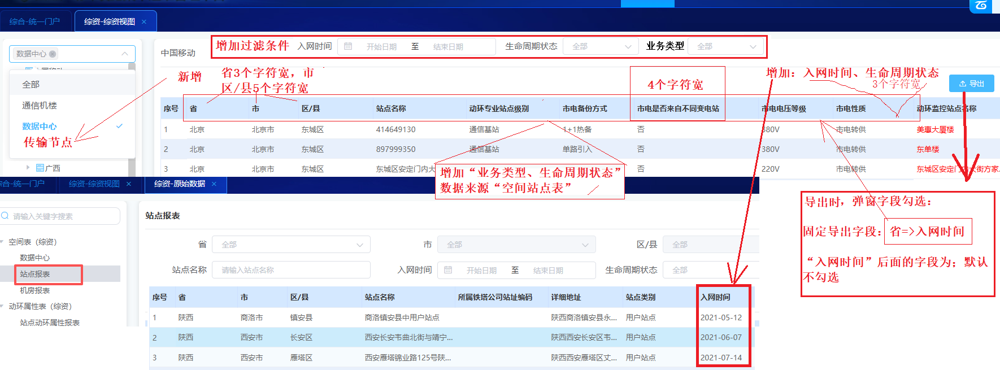 综合-统一门户
综资-综资视图 ×
数据中心
全部
通信机楼
数据中心
传输节点
广西
新增
中国移动
增加过滤条件 入网时间 开始日期 至 结束日期 生命周期状态 全部 业务类型 全部
省3个字符宽，市
区/县5个字符宽
4个字符宽
增加：入网时间、生命周期状态
3个字符宽
导出
序号 省 市 区/县 站点名称 动环专业站点级别 市电备份方式 市电是否来自不同变电站 市电电压等级 市电性质 动环监控站点名称
1 北京 北京市 东城区 414649130 通信基站 1+1热备 否 380V 市电转供 美惠大厦楼
2 北京 北京市 东城区 897999350 通信基站 单路引入 否 380V 市电转供 东单楼
3 北京 北京市 东城区 东城区安定门内大 否 220V 市电转供 东城区安定门内大街方家.
增加“业务类型、生命周期状态”
数据来源“空间站点表”
导出时，弹窗字段勾选：
固定导出字段： 省=>入网时间
“入网时间”后面的字段为；默认
不勾选
综合-统一门户 综资-综资视图 × 综资-原始数据 ×
请输入关键字搜索
空间表（综资）
数据中心
站点报表
机房报表
动环属性表（综资）
站点动环属性报表
站点报表
省 全部 市 全部 区/县 全部
站点名称 请输入站点名称 入网时间 开始日期 至 结束日期 生命周期状态 全部
序号 省 市 区/县 站点名称 所属铁塔公司站址编码 详细地址 站点类别 入网时间
1 陕西 商洛市 镇安县 商洛镇安县中用户站点 陕西商洛镇安县永... 用户站点 2021-05-12
2 陕西 西安市 长安区 西安长安韦曲北街与靖宁... 陕西西安长安区韦... 用户站点 2021-06-07
3 陕西 西安市 雁塔区 西安雁塔锦业路125号陕... 陕西西安雁塔区丈... 用户站点 2021-07-14